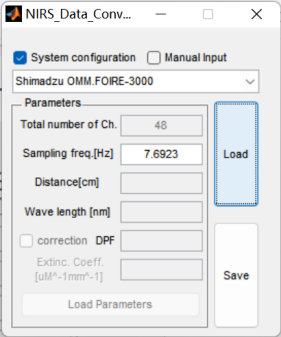 NIRS_Data_Conv...
System configuration Manual Input
Shimadzu OMM.FOIRE-3000
Parameters
Total number of Ch. 48
Sampling freq.[Hz] 7.6923
Load
Distance[cm]
Wave length [nm]
correction DPF
Extinc. Coeff.
[uM^-1mm^-1]
Save
Load Parameters